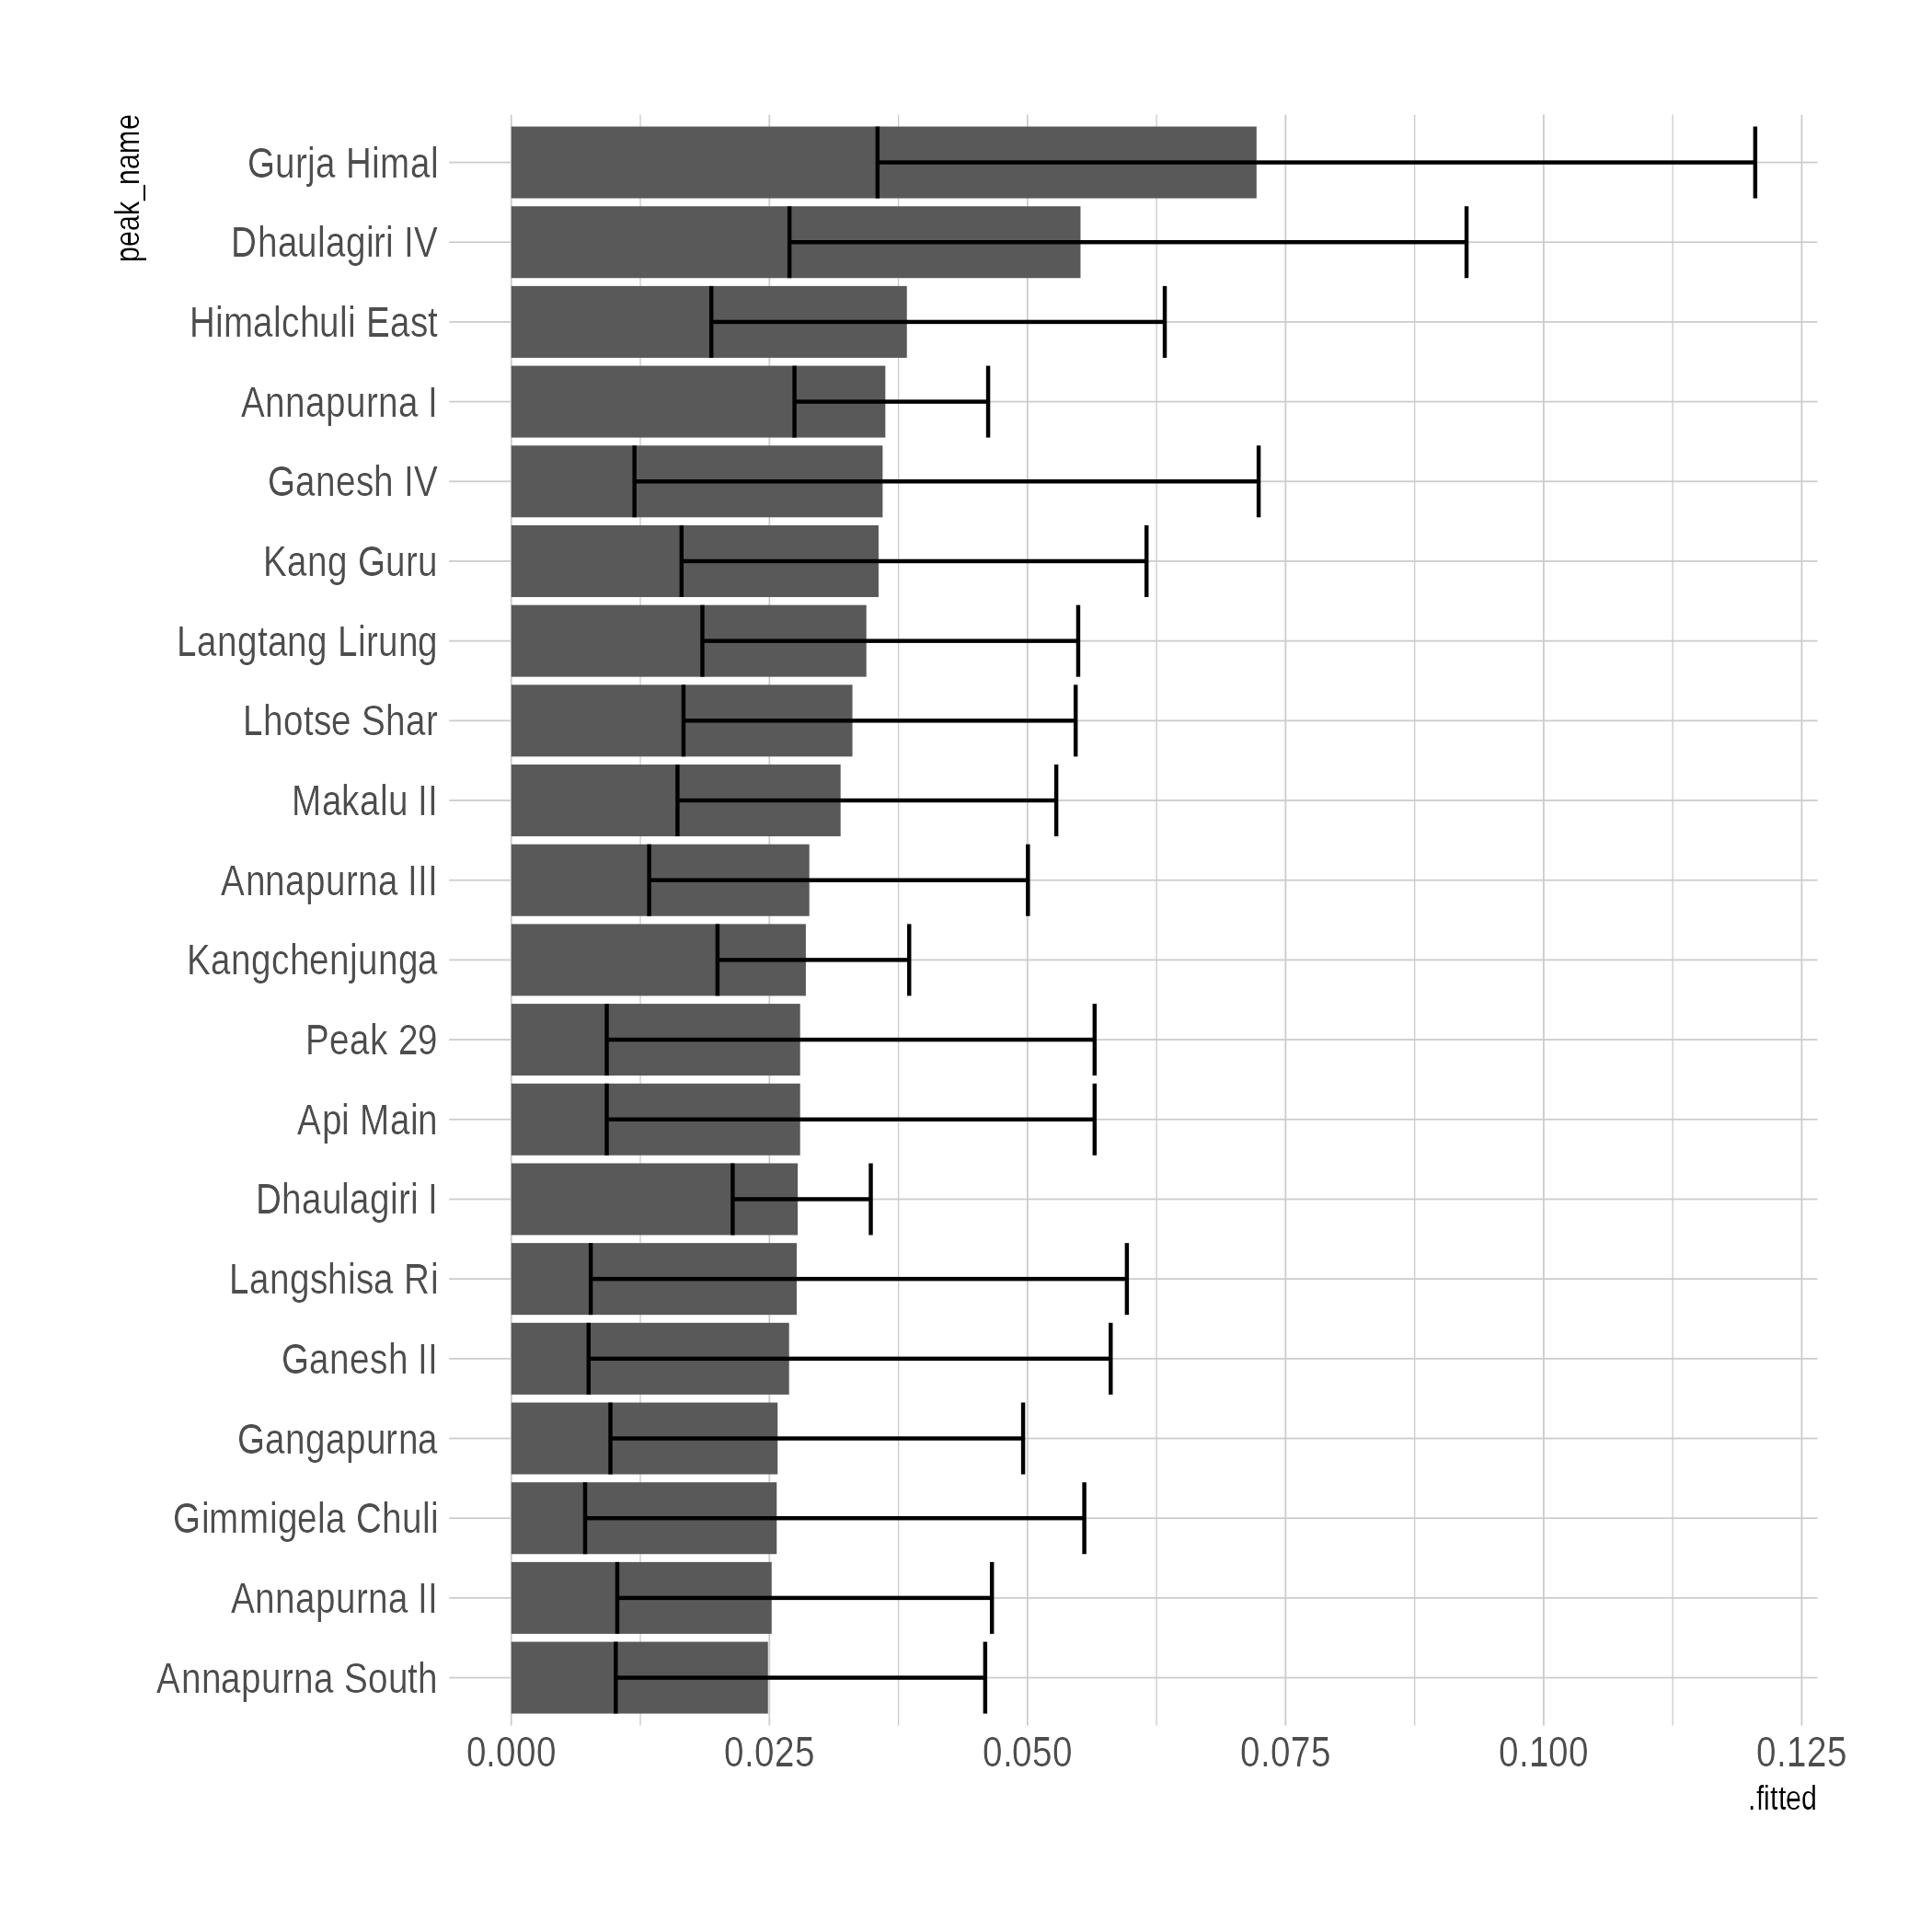 peak_name
Gurja Himal
Dhaulagiri IV
Himalchuli East
Annapurna I
Ganesh IV
Kang Guru
Langtang Lirung
Lhotse Shar
Makalu II
Annapurna III
Kangchenjunga
Peak 29
Api Main
Dhaulagiri I
Langshisa Ri
Ganesh II
Gangapurna
Gimmigela Chuli
Annapurna II
Annapurna South
0.000 0.025 0.050 0.075 0.100 0.125
.fitted